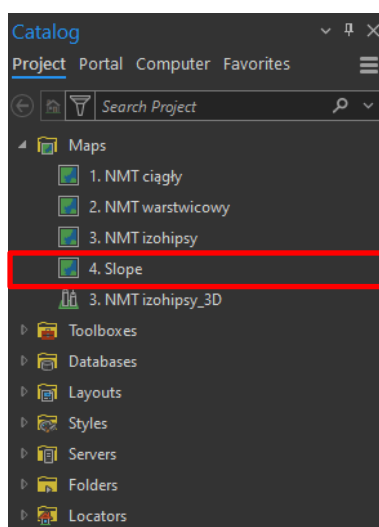 Catalog
Project Portal Computer Favorites
Search Project
Maps
1. NMT ciągły
2. NMT warstwicowy
3. NMT izohipsy
4. Slope
3. NMT izohipsy_3D
Toolboxes
Databases
Layouts
Styles
Servers
Folders
Locators